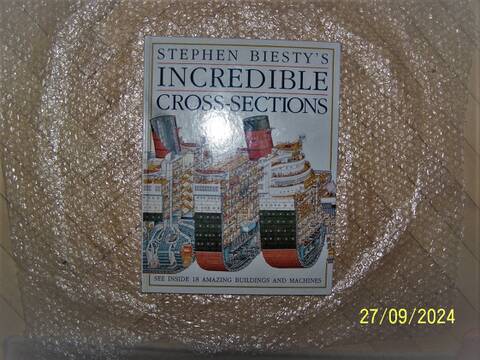 STEPHEN BIESTY'S
INCREDIBLE
CROSS-SECTIONS
SEE INSIDE 18 AMAZING BUILDINGS AND MACHINES
27/09/2024